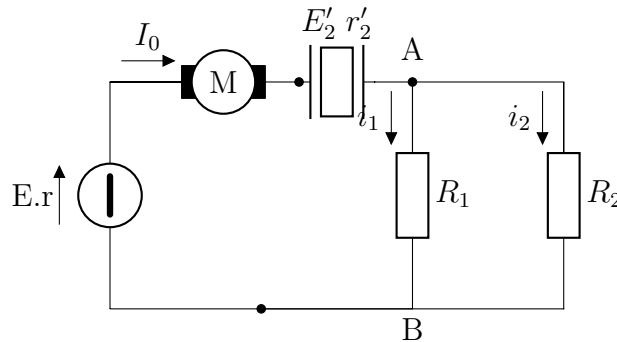 E′₂ r′₂
A
I₀
M
i₁
i₂
E.r
R₁
R₂
B